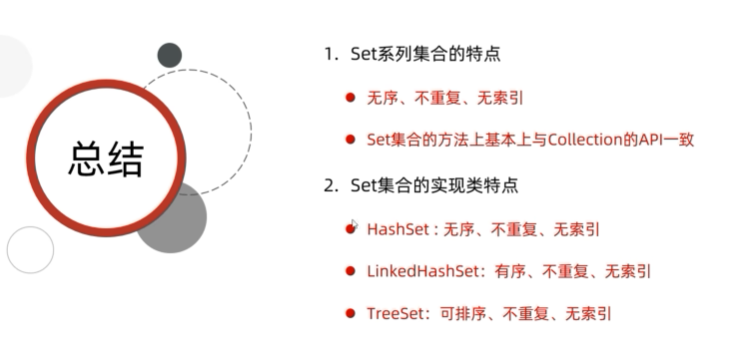 总结
1. Set系列集合的特点
无序、不重复、无索引
Set集合的方法上基本上与Collection的API一致
2. Set集合的实现类特点
HashSet : 无序、不重复、无索引
LinkedHashSet：有序、不重复、无索引
TreeSet：可排序、不重复、无索引